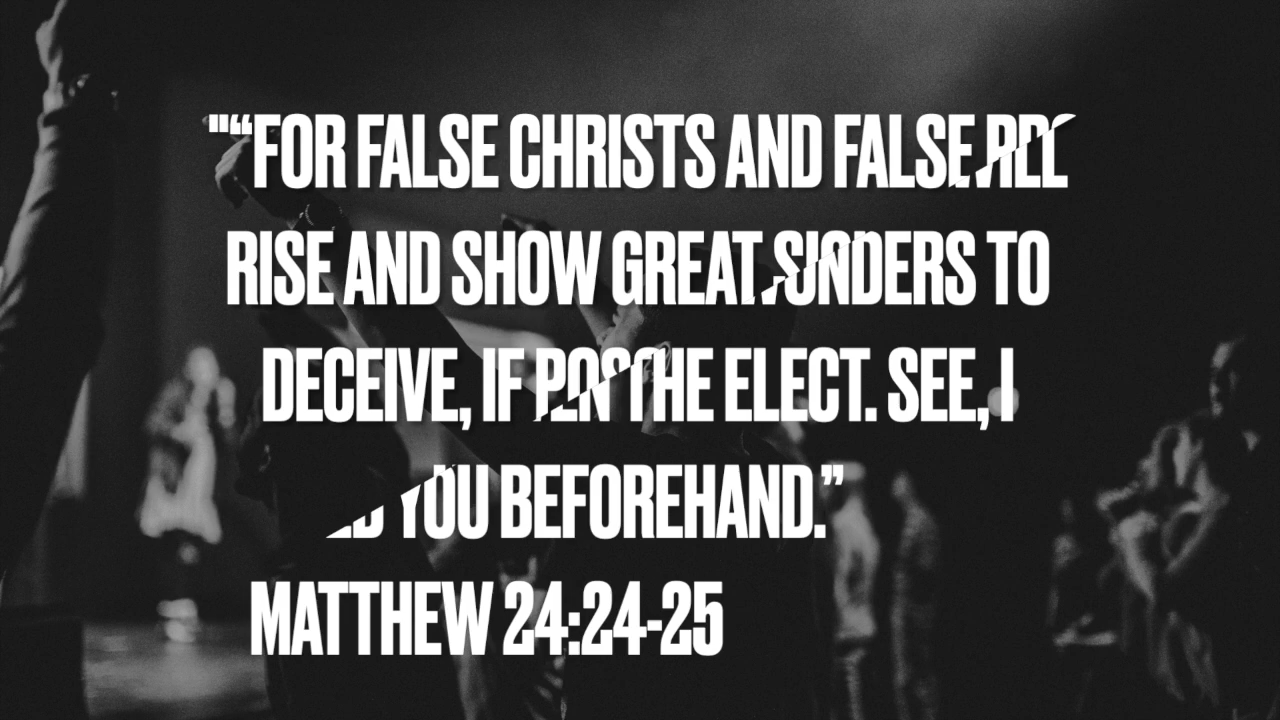 "“FOR FALSE CHRISTS AND FALSE
RISE AND SHOW GREAT TO
DECEIVE, IF THE ELECT. SEE, I
YOU BEFOREHAND.”
MATTHEW 24:24-25